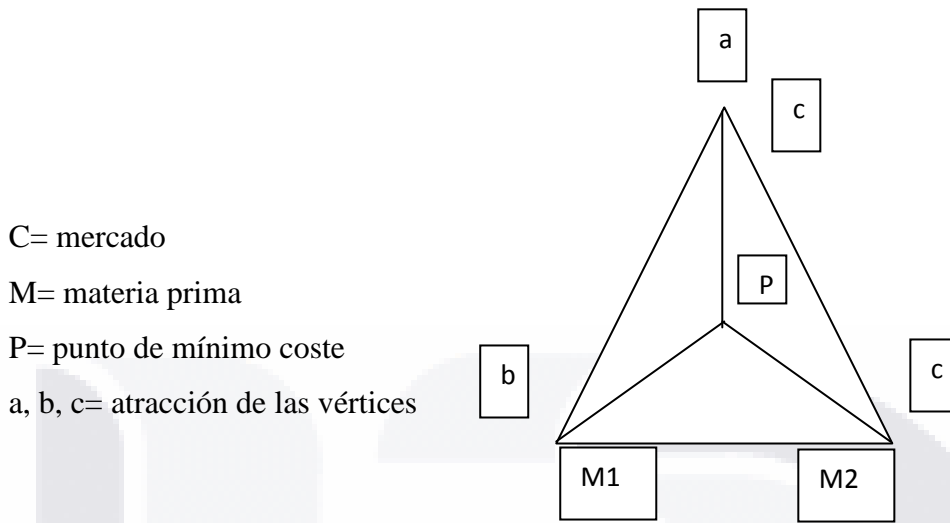 a
c
C= mercado
M= materia prima
P
P= punto de mínimo coste
b
c
a, b, c= atracción de las vértices
M1
M2